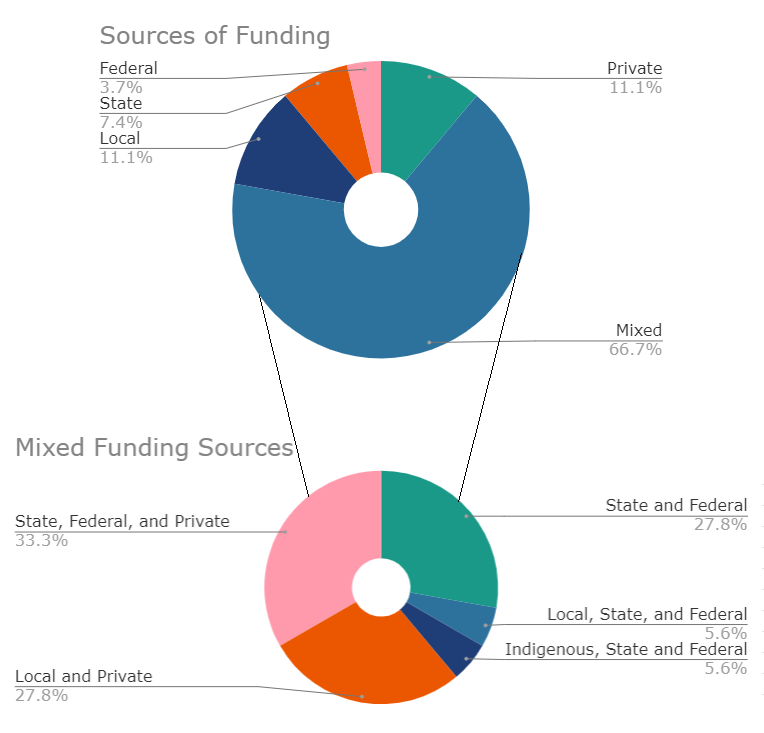 Sources of Funding
Federal
3.7%
State
7.4%
Local
11.1%
Private
11.1%
Mixed
66.7%
Mixed Funding Sources
State, Federal, and Private
33.3%
Local and Private
27.8%
State and Federal
27.8%
Local, State, and Federal
5.6%
Indigenous, State and Federal
5.6%